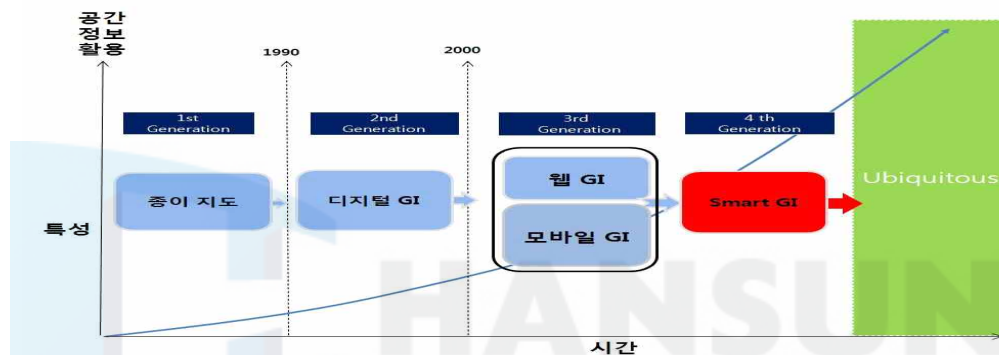 공간
정보
활용
1990
2000
1st
Generation
2nd
Generation
3rd
Generation
4 th
Generation
종이 지도
디지털 GI
웹 GI
모바일 GI
Smart GI
Ubiquitous
특성
시간
HANSUN